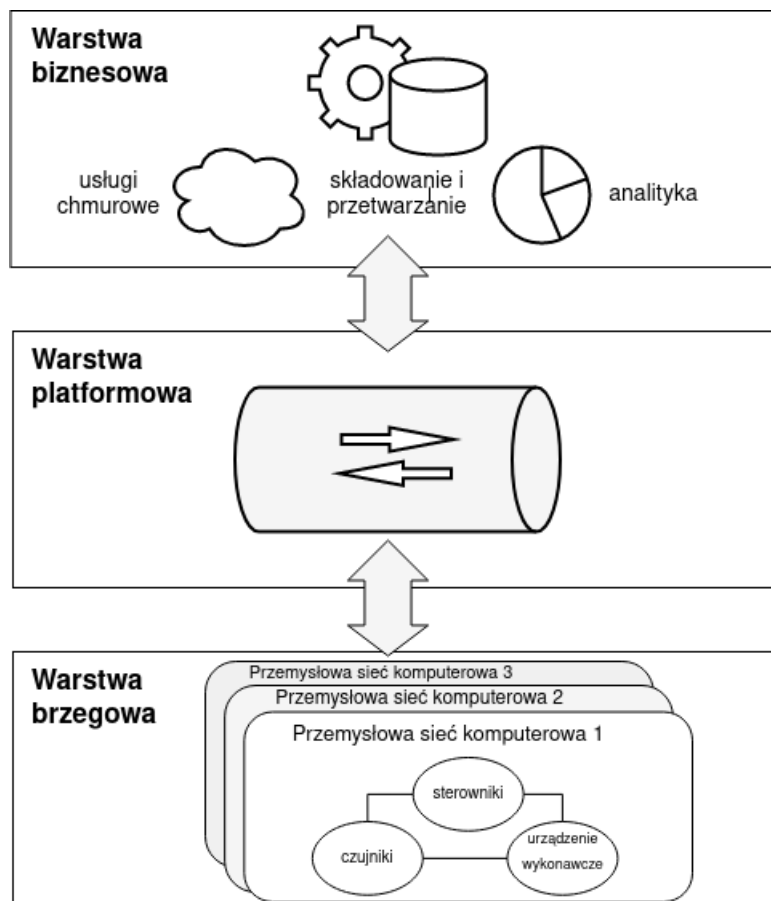 Warstwa
biznesowa
usługi
chmurowe
składowanie i
przetwarzanie
analityka
Warstwa
platformowa
Warstwa
brzegowa
Przemysłowa sieć komputerowa 3
Przemysłowa sieć komputerowa 2
Przemysłowa sieć komputerowa 1
sterowniki
czujniki
urządzenie
wykonawcze